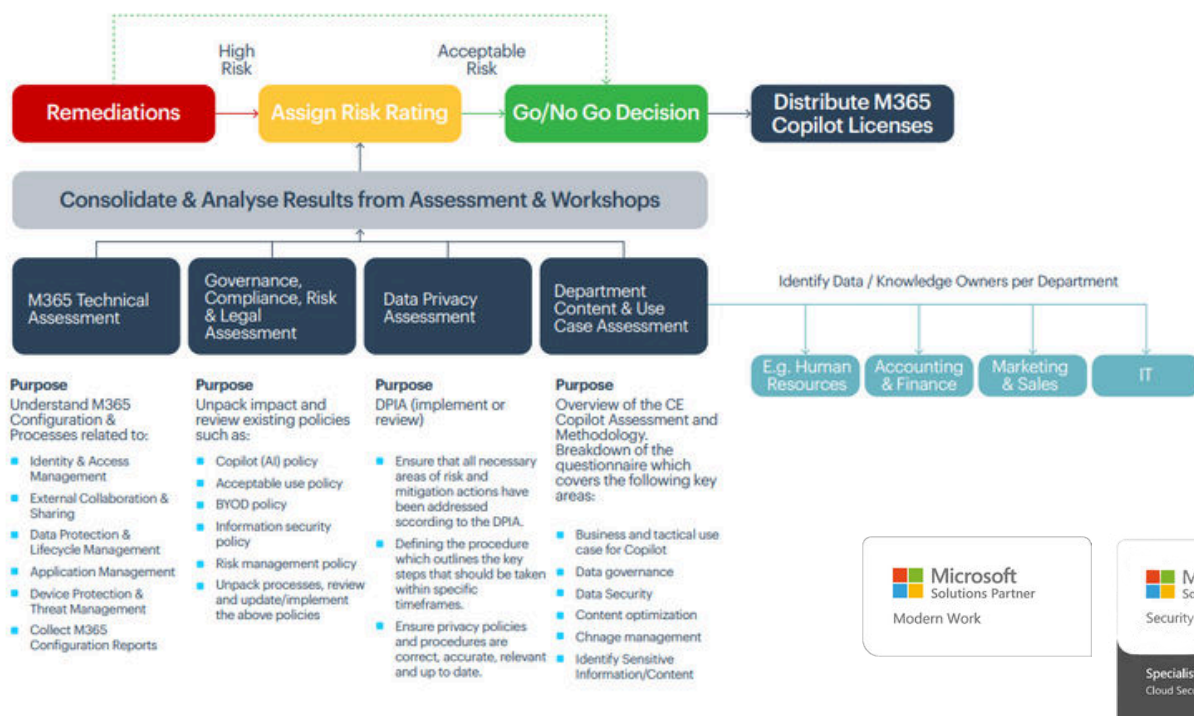 High
Risk
Acceptable
Risk
Remediations
Assign Risk Rating
Go/No Go Decision
Distribute M365
Copilot Licenses
Consolidate & Analyse Results from Assessment & Workshops
M365 Technical
Assessment
Governance,
Compliance, Risk
& Legal
Assessment
Data Privacy
Assessment
Department
Content & Use
Case Assessment
Identify Data / Knowledge Owners per Department
E.g. Human
Resources
Accounting
& Finance
Marketing
& Sales
IT
Purpose
Understand M365
Configuration &
Processes related to:
Identity & Access
Management
External Collaboration &
Sharing
Data Protection &
Lifecycle Management
Application Management
Device Protection &
Threat Management
Collect M365
Configuration Reports
Purpose
Unpack impact and
review existing policies
such as:
Copilot (AI) policy
Acceptable use policy
BYOD policy
Information security
policy
Risk management policy
Unpack processes, review
and update/implement
the above policies
Purpose
DPIA (implement or
review)
Ensure that all necessary
areas of risk and
mitigation actions have
been addressed
sccording to the DPIA.
Defining the procedure
which outlines the key
steps that should be taken
within specific
timeframes.
Ensure privacy policies
and procedures are
correct, accurate, relevant
and up to date.
Purpose
Overview of the CE
Copilot Assessment and
Methodology.
Breakdown of the
questionnaire which
covers the following key
areas:
Business and tactical use
case for Copilot
Data governance
Data Security
Content optimization
Chnage management
Identify Sensitive
Information/Content
Microsoft
Solutions Partner
Modern Work
Security